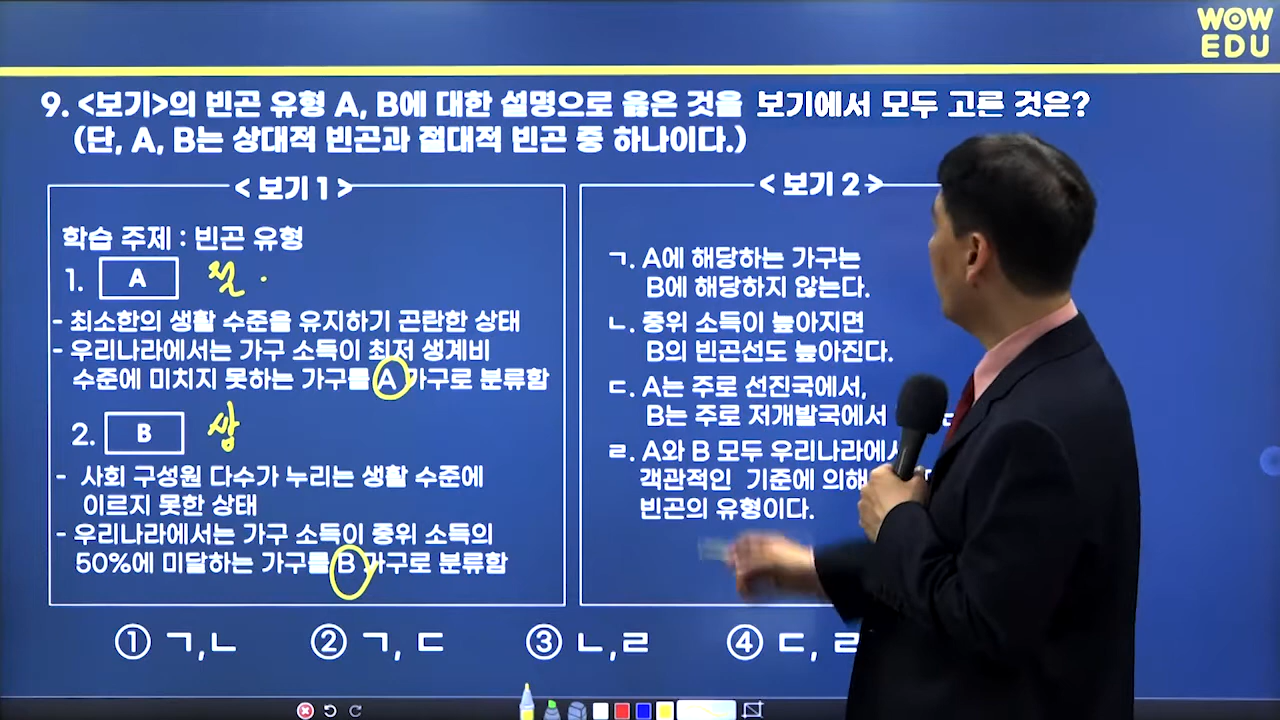 WOW
EDU
9. <보기>의 빈곤 유형 A, B에 대한 설명으로 옳은 것을 보기에서 모두 고른 것은?
(단, A, B는 상대적 빈곤과 절대적 빈곤 중 하나이다.)
< 보기 1 >
학습 주제 : 빈곤 유형
1. A 절
- 최소한의 생활 수준을 유지하기 곤란한 상태
- 우리나라에서는 가구 소득이 최저 생계비
수준에 미치지 못하는 가구를 A 가구로 분류함
2. B 상
- 사회 구성원 다수가 누리는 생활 수준에
이르지 못한 상태
- 우리나라에서는 가구 소득이 중위 소득의
50%에 미달하는 가구를 B 가구로 분류함
< 보기 2 >
ㄱ. A에 해당하는 가구는
B에 해당하지 않는다.
ㄴ. 중위 소득이 높아지면
B의 빈곤선도 높아진다.
ㄷ. A는 주로 선진국에서,
B는 주로 저개발국에서
ㄹ. A와 B 모두 우리나라에서
객관적인 기준에 의해
빈곤의 유형이다.
① ㄱ,ㄴ ② ㄱ, ㄷ ③ ㄴ,ㄹ ④ ㄷ, ㄹ